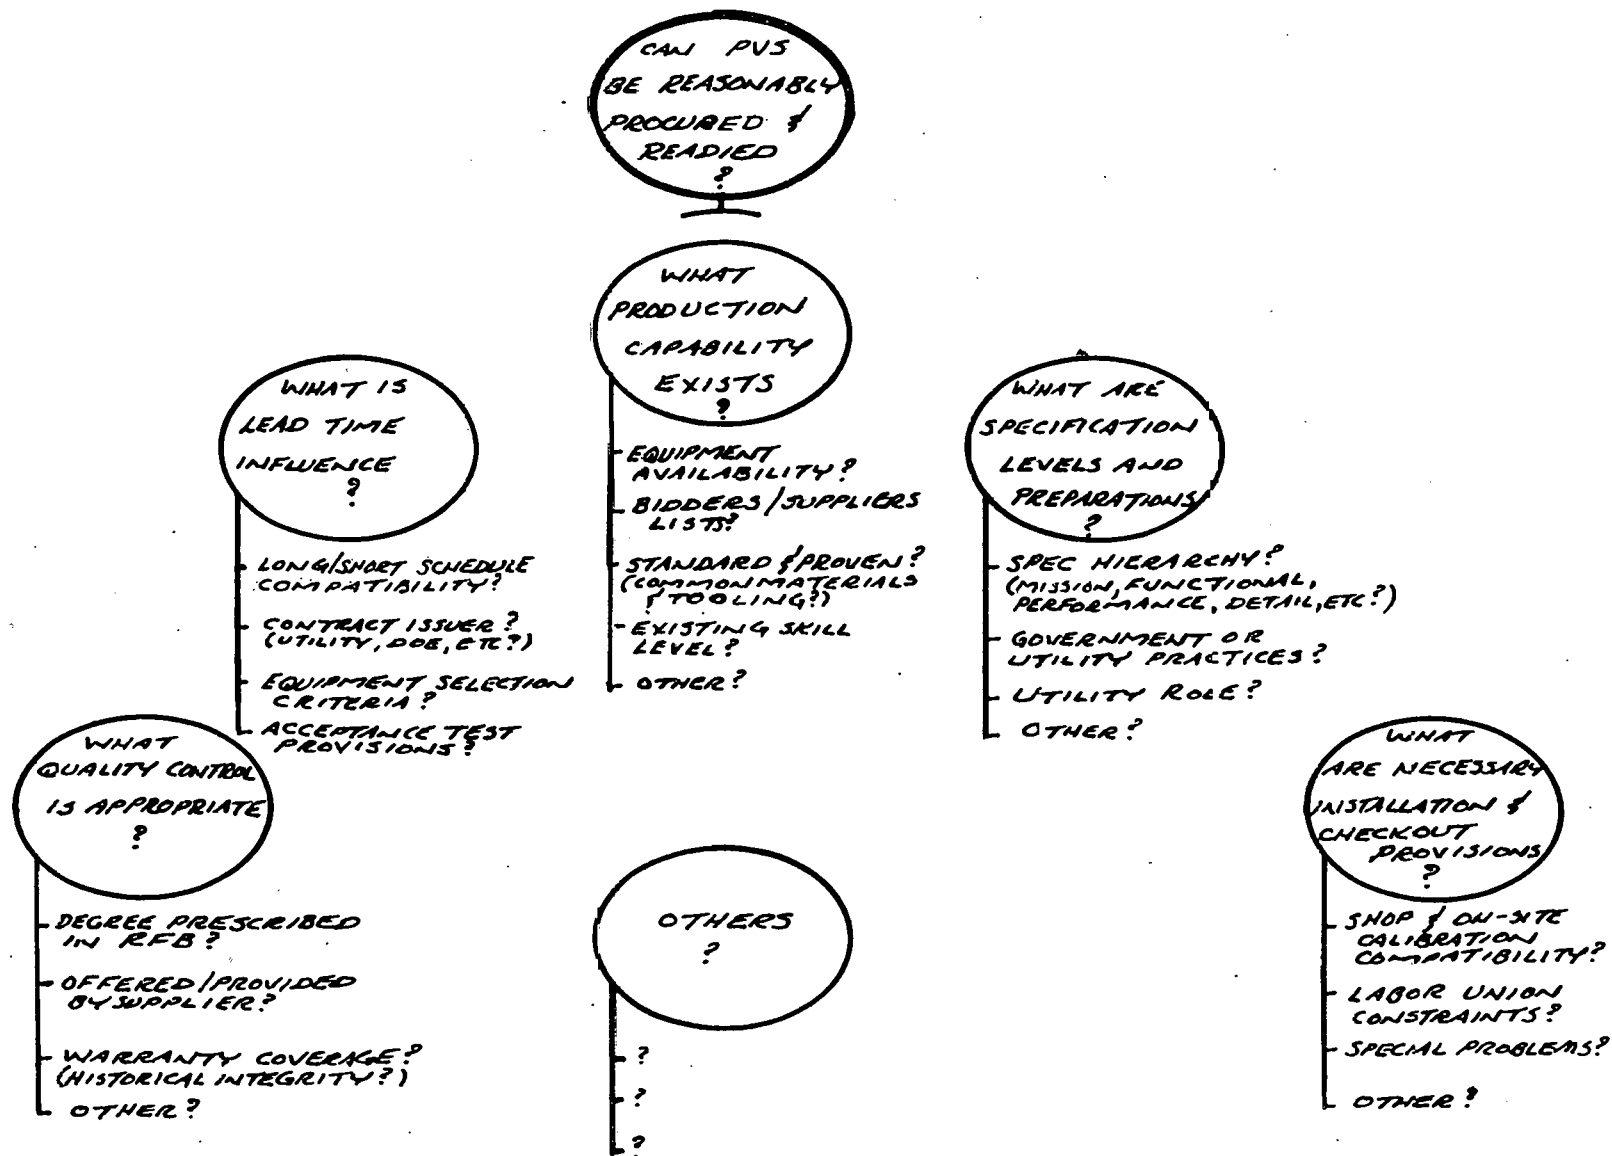 CAN PVS
BE REASONABLY
PROCURED &
READIED
?
WHAT
PRODUCTION
CAPABILITY
EXISTS
?
EQUIPMENT
AVAILABILITY?
BIDDERS/SUPPLIERS
LISTS?
STANDARD & PROVEN?
(COMMON MATERIALS
& TOOLING?)
EXISTING SKILL
LEVEL?
OTHER?
WHAT IS
LEAD TIME
INFLUENCE
?
LONG/SHORT SCHEDULE
COMPATIBILITY?
CONTRACT ISSUER?
(UTILITY, DOE, ETC?)
EQUIPMENT SELECTION
CRITERIA?
ACCEPTANCE TEST
PROVISIONS?
WHAT ARE
SPECIFICATION
LEVELS AND
PREPARATIONS
?
SPEC HIERARCHY?
(MISSION, FUNCTIONAL,
PERFORMANCE, DETAIL, ETC?)
GOVERNMENT OR
UTILITY PRACTICES?
UTILITY ROLE?
OTHER?
WHAT
QUALITY CONTROL
IS APPROPRIATE
?
DEGREE PRESCRIBED
IN RFB?
OFFERED/PROVIDED
BY SUPPLIER?
WARRANTY COVERAGE?
(HISTORICAL INTEGRITY?)
OTHER?
OTHERS
?
?
?
?
WHAT
ARE NECESSARY
INSTALLATION &
CHECKOUT
PROVISIONS
?
SHOP & ON-SITE
CALIBRATION
COMPATIBILITY?
LABOR UNION
CONSTRAINTS?
SPECIAL PROBLEMS?
OTHER?